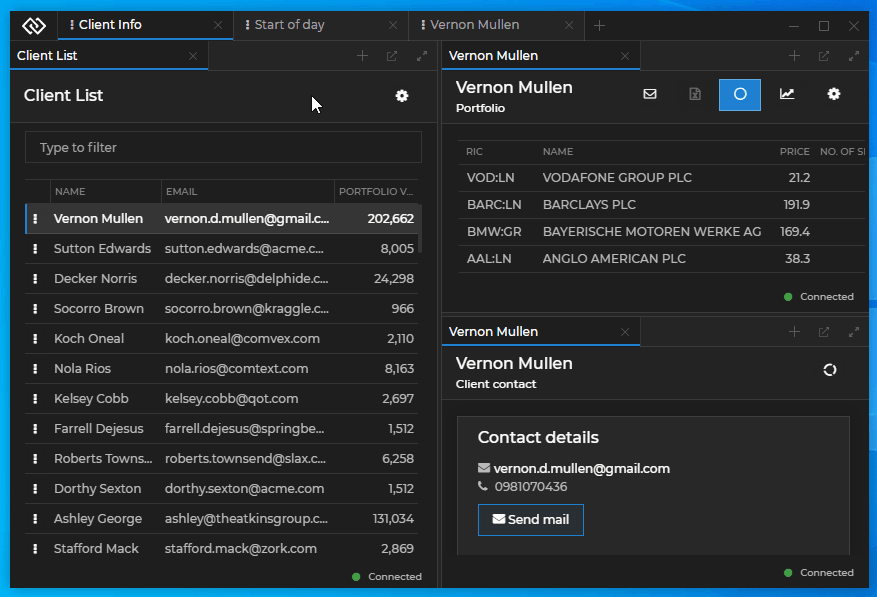 Client Info
Start of day
Vernon Mullen
Client List
Client List
Type to filter
NAME EMAIL PORTFOLIO V...
Vernon Mullen vernon.d.mullen@gmail.c... 202,662
Sutton Edwards sutton.edwards@acme.c... 8,005
Decker Norris decker.norris@delphide.c... 24,298
Socorro Brown socorro.brown@kraggle.c... 966
Koch Oneal koch.oneal@comvex.com 2,110
Nola Rios nola.rios@comtext.com 8,163
Kelsey Cobb kelsey.cobb@qot.com 2,697
Farrell Dejesus farrell.dejesus@springbe... 1,512
Roberts Towns... roberts.townsend@slax.c... 6,258
Dorthy Sexton dorthy.sexton@acme.com 1,512
Ashley George ashley@theatkinsgroup.c... 131,034
Stafford Mack stafford.mack@zork.com 2,869
Connected
Vernon Mullen
Vernon Mullen
Portfolio
RIC NAME PRICE NO. OF S
VOD:LN VODAFONE GROUP PLC 21.2
BARC:LN BARCLAYS PLC 191.9
BMW:GR BAYERISCHE MOTOREN WERKE AG 169.4
AAL:LN ANGLO AMERICAN PLC 38.3
Connected
Vernon Mullen
Vernon Mullen
Client contact
Contact details
vernon.d.mullen@gmail.com
0981070436
Send mail
Connected